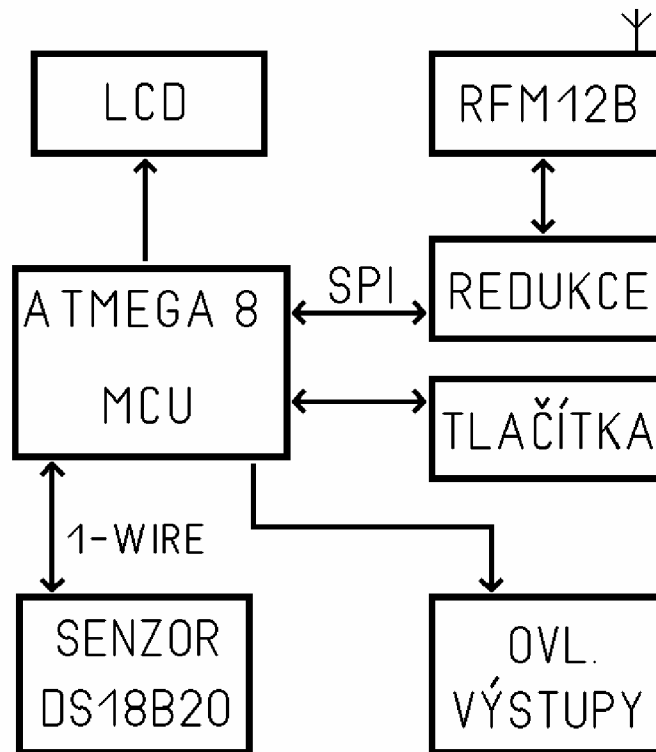 LCD
RFM12B
SPI
REDUKCE
ATMEGA 8
MCU
TLAČÍTKA
1-WIRE
SENZOR
DS18B20
OVL.
VÝSTUPY